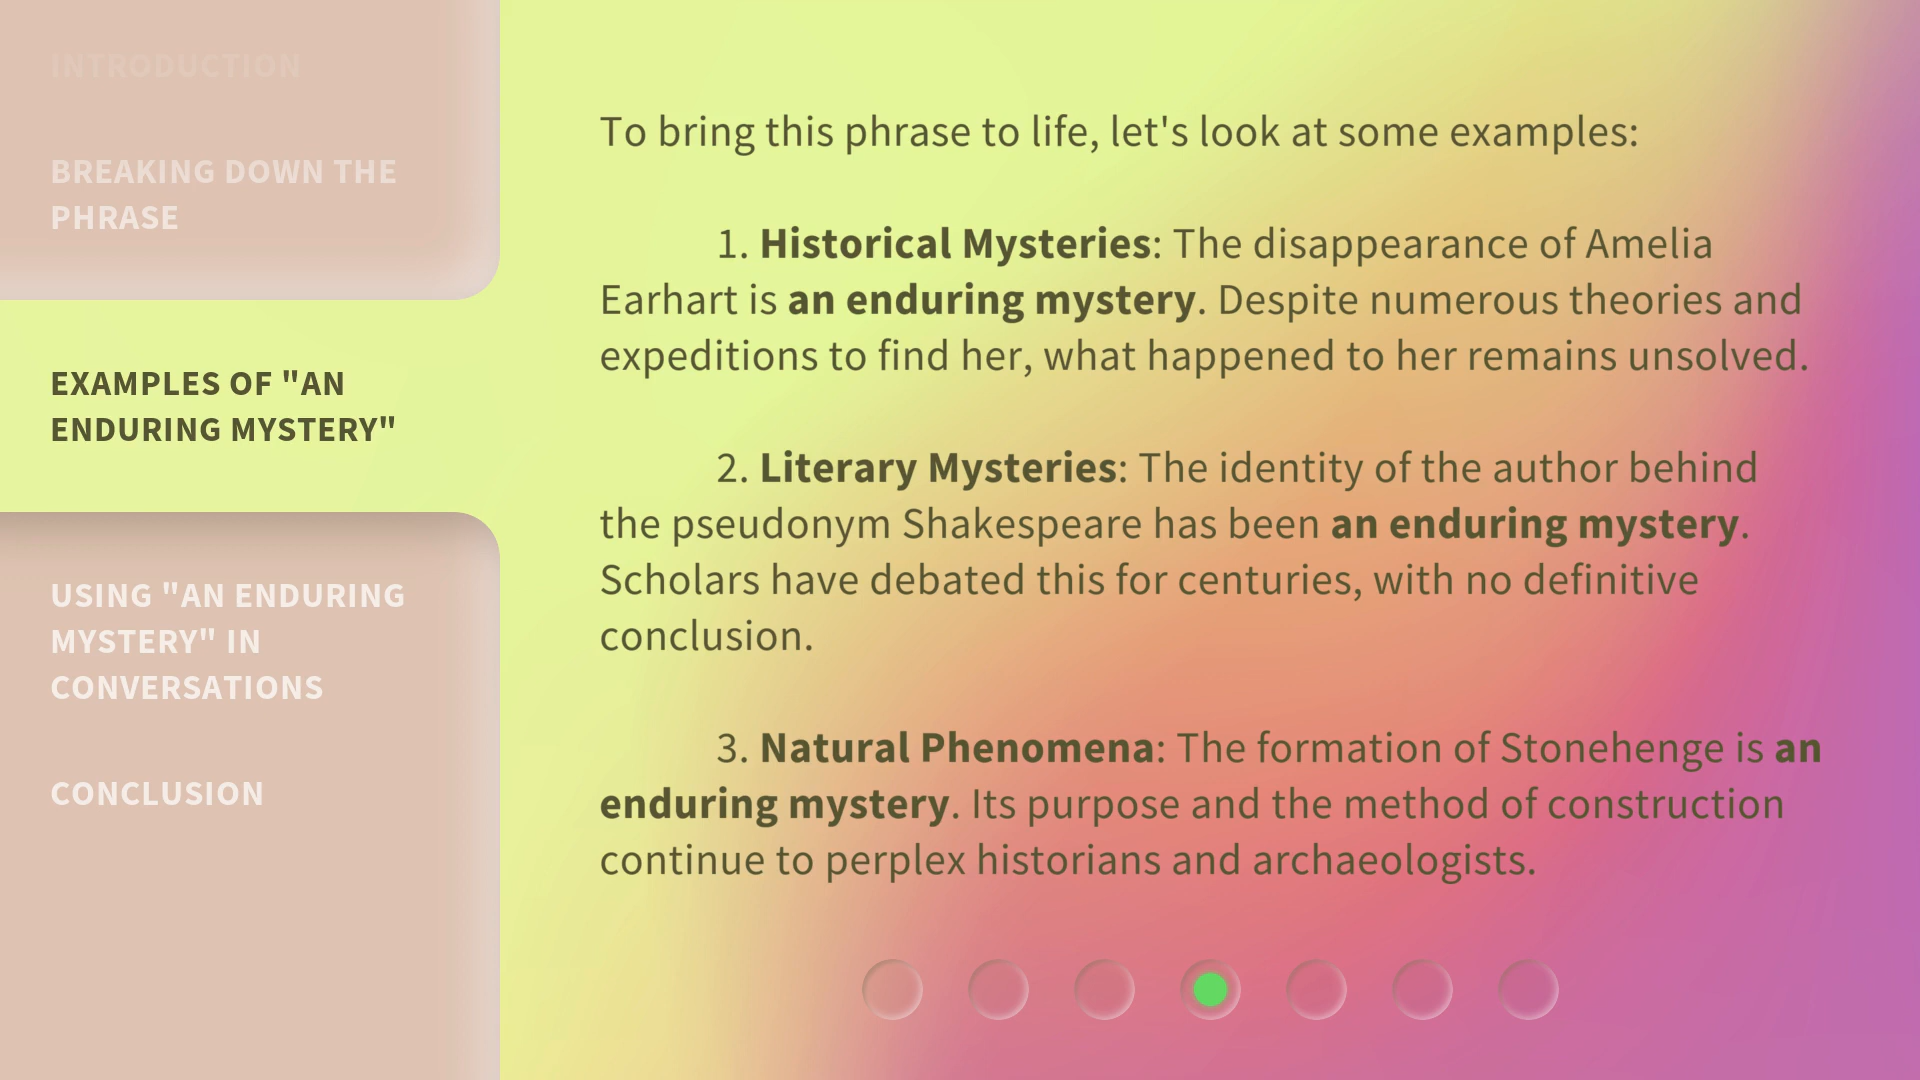 INTRODUCTION
BREAKING DOWN THE
PHRASE
EXAMPLES OF "AN
ENDURING MYSTERY"
USING "AN ENDURING
MYSTERY" IN
CONVERSATIONS
CONCLUSION
To bring this phrase to life, let's look at some examples:
1. Historical Mysteries: The disappearance of Amelia
Earhart is an enduring mystery. Despite numerous theories and
expeditions to find her, what happened to her remains unsolved.
2. Literary Mysteries: The identity of the author behind
the pseudonym Shakespeare has been an enduring mystery.
Scholars have debated this for centuries, with no definitive
conclusion.
3. Natural Phenomena: The formation of Stonehenge is an
enduring mystery. Its purpose and the method of construction
continue to perplex historians and archaeologists.